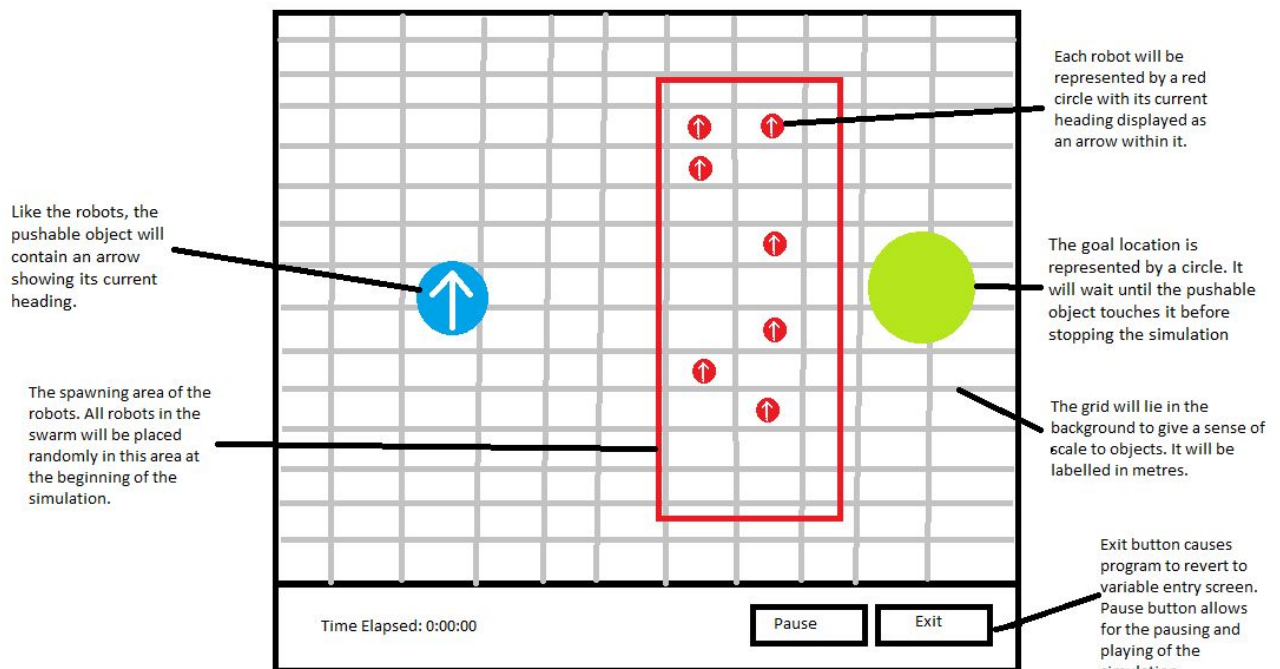 Each robot will be
represented by a red
circle with its current
heading displayed as
an arrow within it.
Like the robots, the
pushable object will
contain an arrow
showing its current
heading.
The goal location is
represented by a circle. It
will wait until the pushable
object touches it before
stopping the simulation
The spawning area of the
robots. All robots in the
swarm will be placed
randomly in this area at
the beginning of the
simulation.
The grid will lie in the
background to give a sense of
scale to objects. It will be
labelled in metres.
Exit button causes
program to revert to
variable entry screen.
Pause button allows
for the pausing and
playing of the
Time Elapsed: 0:00:00
Pause
Exit